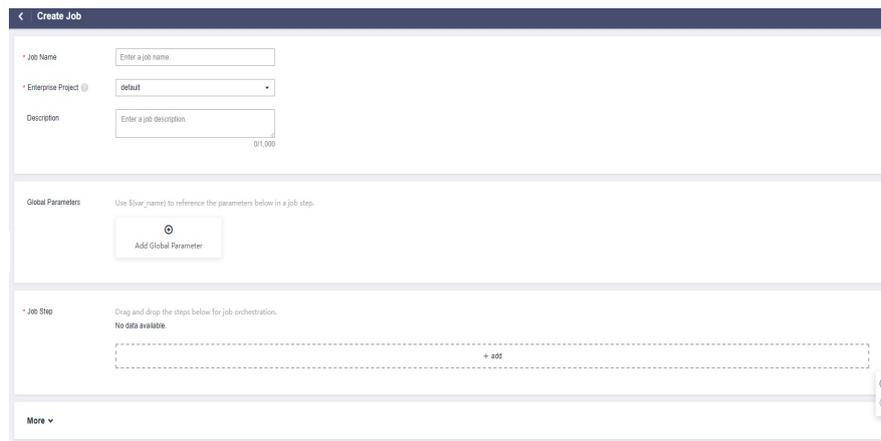 Create Job
* Job Name Enter a job name.
* Enterprise Project default
Description Enter a job description.
0/1,000
Global Parameters Use ${var_name} to reference the parameters below in a job step.
Add Global Parameter
* Job Step Drag and drop the steps below for job orchestration.
No data available.
+ add
More